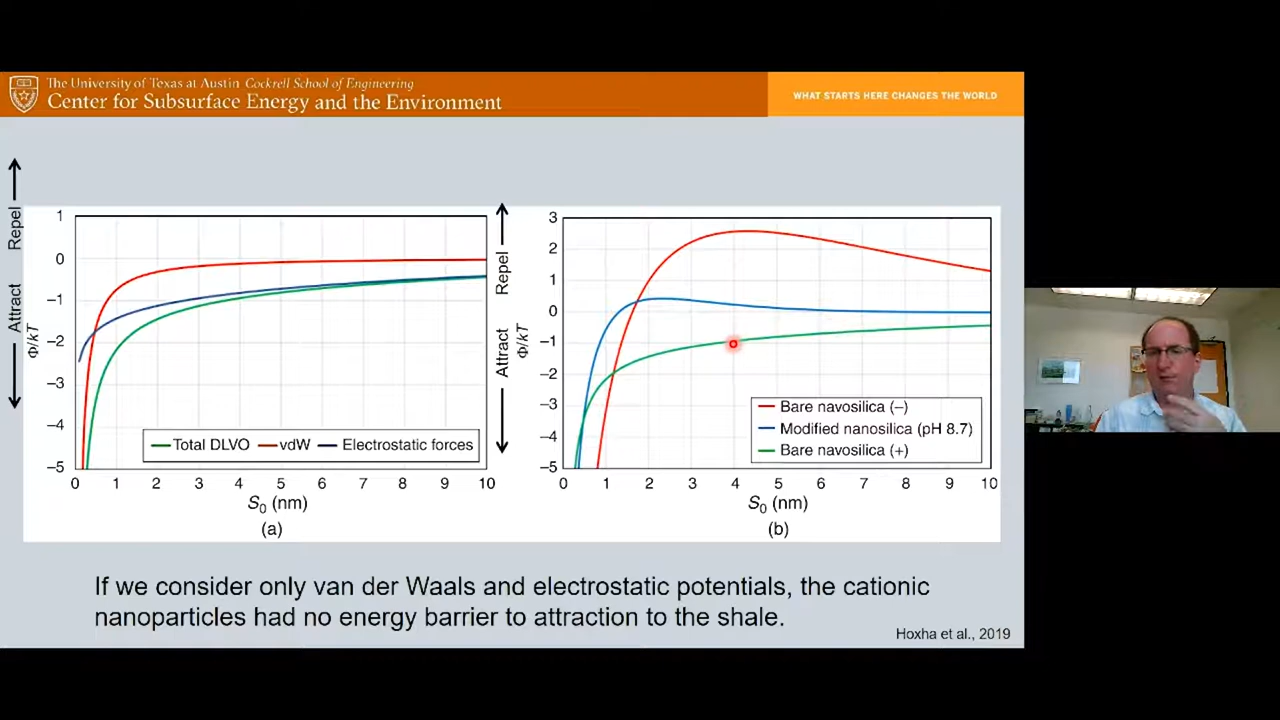 The University of Texas at Austin Cockrell School of Engineering
Center for Subsurface Energy and the Environment
WHAT STARTS HERE CHANGES THE WORLD
Repel
Attract
Φ/kT
1
0
–1
–2
–3
–4
–5
Total DLVO
vdW
Electrostatic forces
0 1 2 3 4 5 6 7 8 9 10
S0 (nm)
(a)
Repel
Attract
Φ/kT
3
2
1
0
–1
–2
–3
–4
–5
Bare navosilica (–)
Modified nanosilica (pH 8.7)
Bare navosilica (+)
0 1 2 3 4 5 6 7 8 9 10
S0 (nm)
(b)
If we consider only van der Waals and electrostatic potentials, the cationic
nanoparticles had no energy barrier to attraction to the shale.
Hoxha et al., 2019